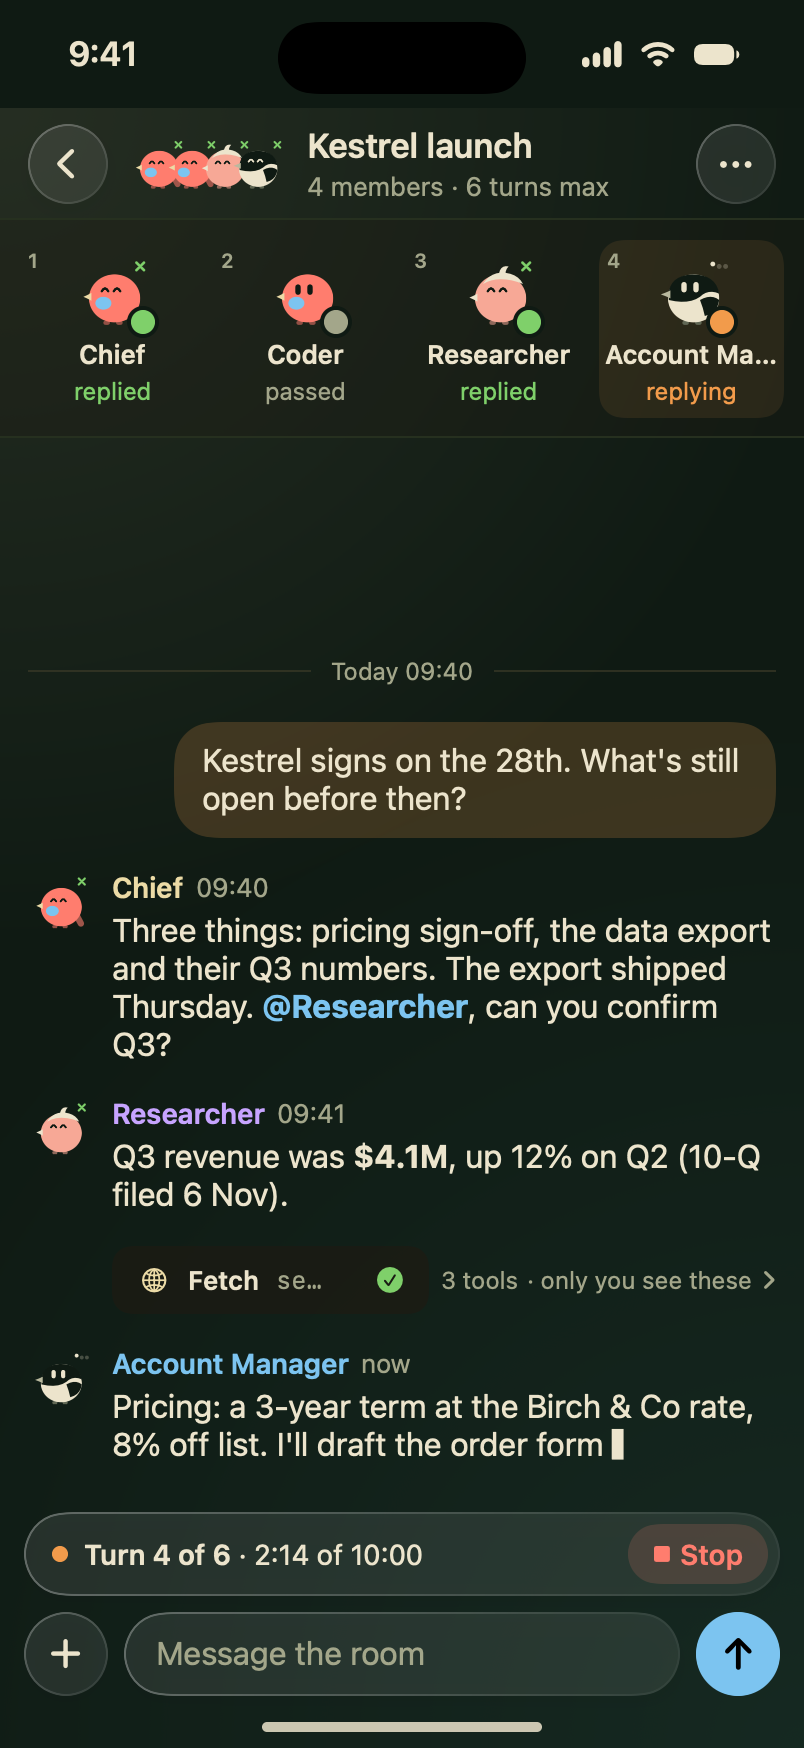 9:41
Kestrel launch
4 members · 6 turns max
1
Chief
replied
2
Coder
passed
3
Researcher
replied
4
Account Ma...
replying
Today 09:40
Kestrel signs on the 28th. What's still
open before then?
Chief 09:40
Three things: pricing sign-off, the data export
and their Q3 numbers. The export shipped
Thursday. @Researcher, can you confirm
Q3?
Researcher 09:41
Q3 revenue was $4.1M, up 12% on Q2 (10-Q
filed 6 Nov).
Fetch se... 3 tools · only you see these
Account Manager now
Pricing: a 3-year term at the Birch & Co rate,
8% off list. I'll draft the order form
Turn 4 of 6 · 2:14 of 10:00 Stop
Message the room